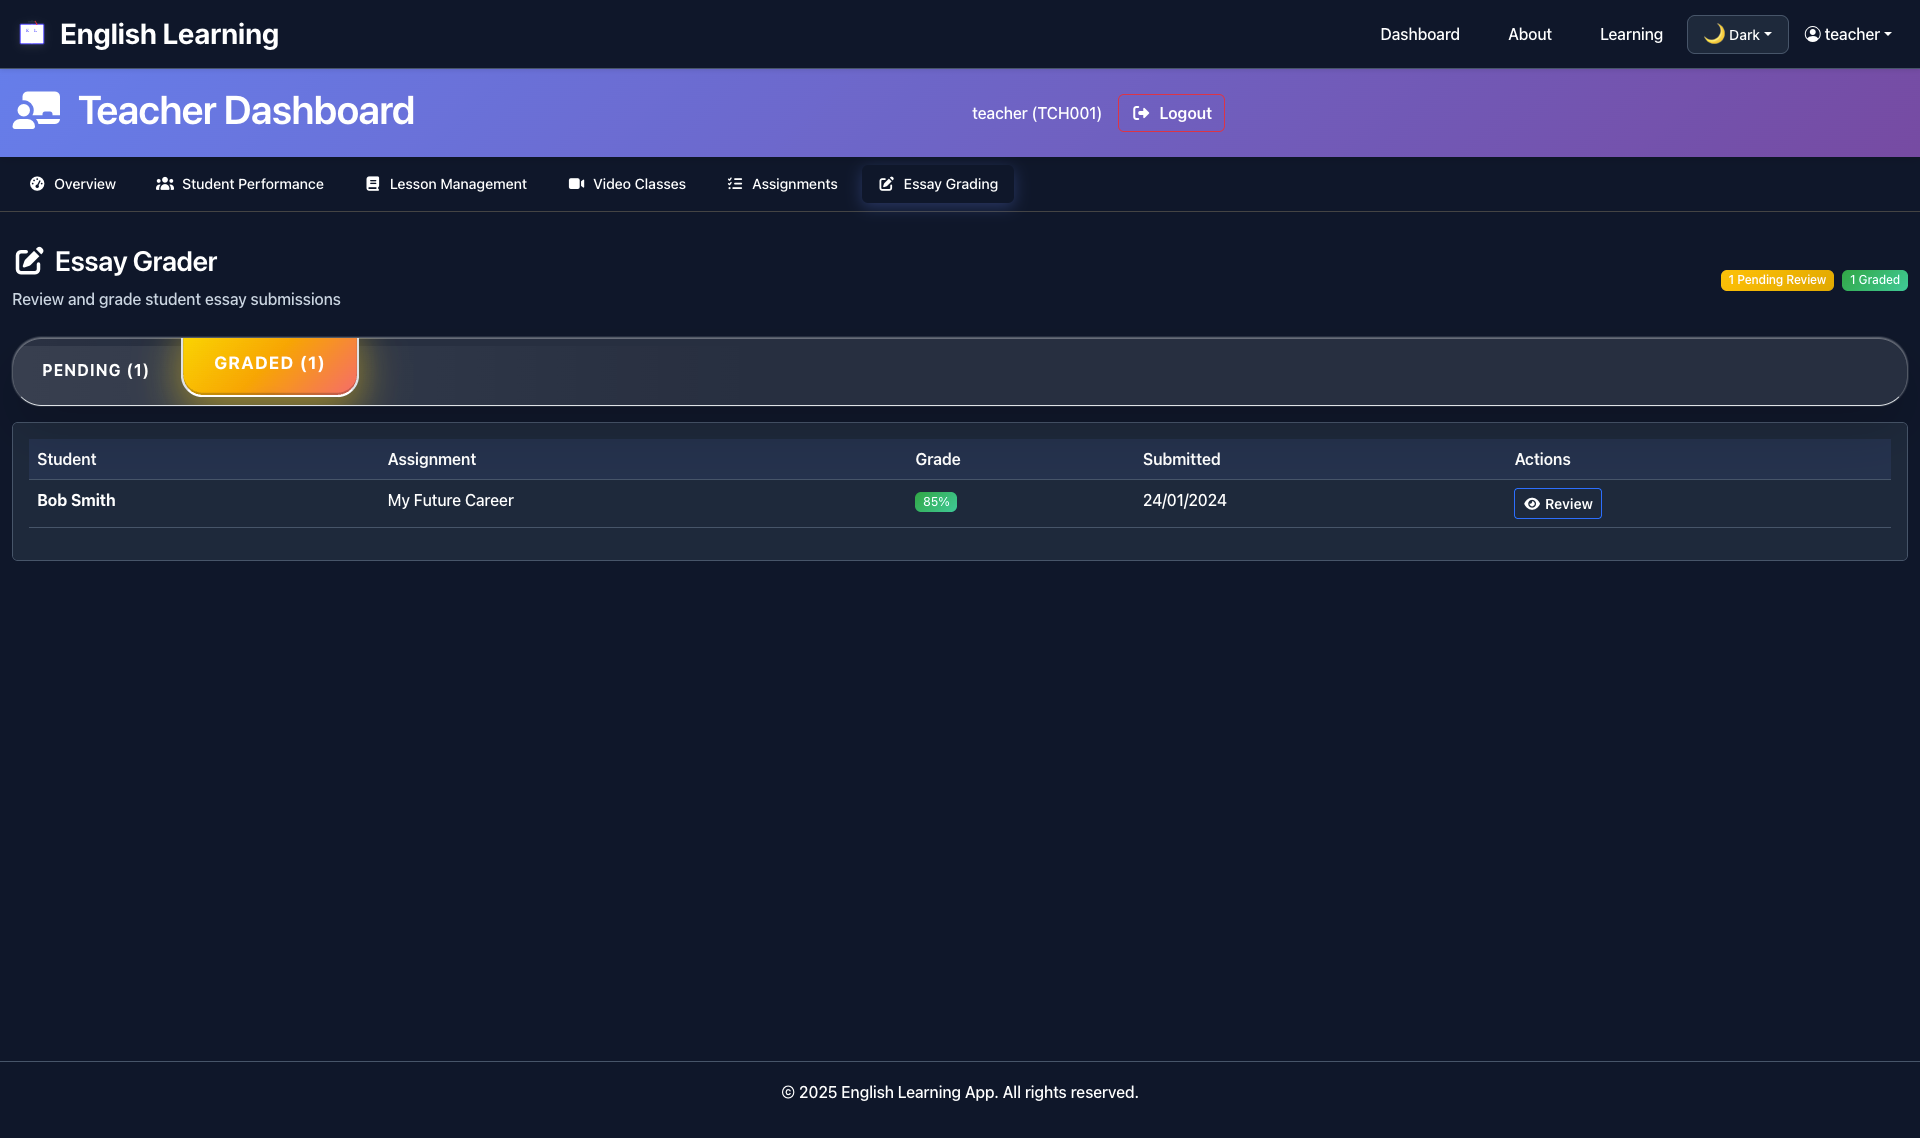 English Learning
Dashboard
About
Learning
Dark
teacher
Teacher Dashboard
teacher (TCH001)
Logout
Overview
Student Performance
Lesson Management
Video Classes
Assignments
Essay Grading
Essay Grader
Review and grade student essay submissions
1 Pending Review
1 Graded
PENDING (1)
GRADED (1)
Student
Assignment
Grade
Submitted
Actions
Bob Smith
My Future Career
85%
24/01/2024
Review
© 2025 English Learning App. All rights reserved.